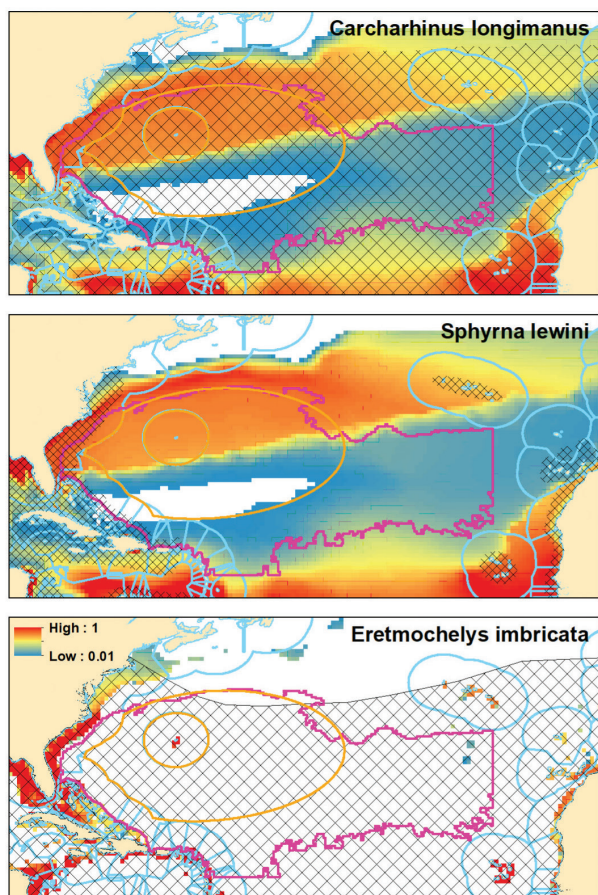 Carcharhinus longimanus
Sphyrna lewini
Eretmochelys imbricata
High : 1
Low : 0.01